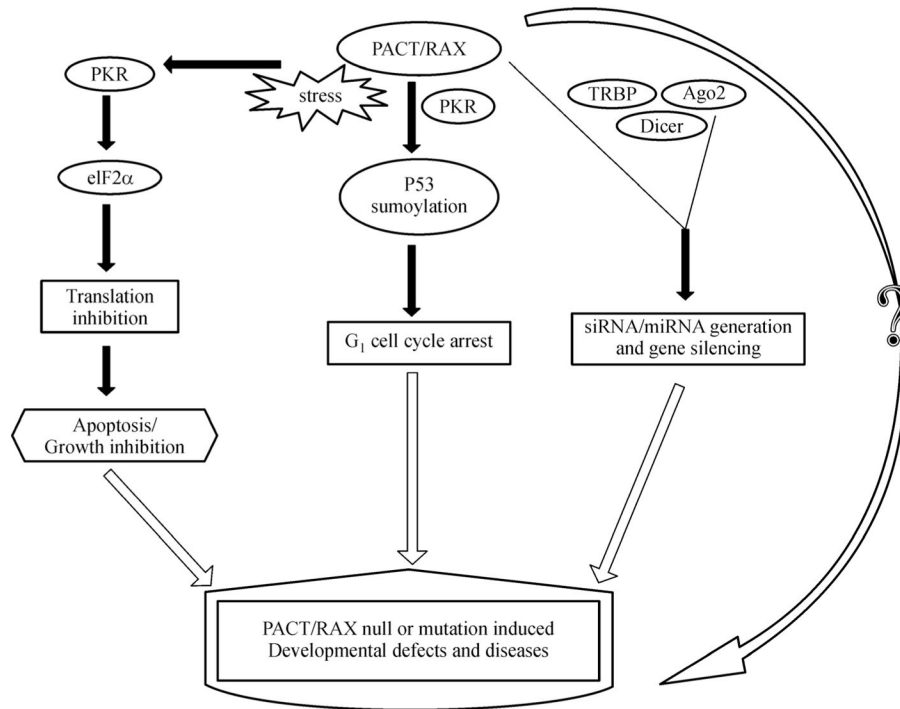 PACT/RAX
PKR
stress
PKR
TRBP
Ago2
Dicer
eIF2α
P53
sumoylation
Translation
inhibition
G₁ cell cycle arrest
siRNA/miRNA generation
and gene silencing
?
Apoptosis/
Growth inhibition
PACT/RAX null or mutation induced
Developmental defects and diseases